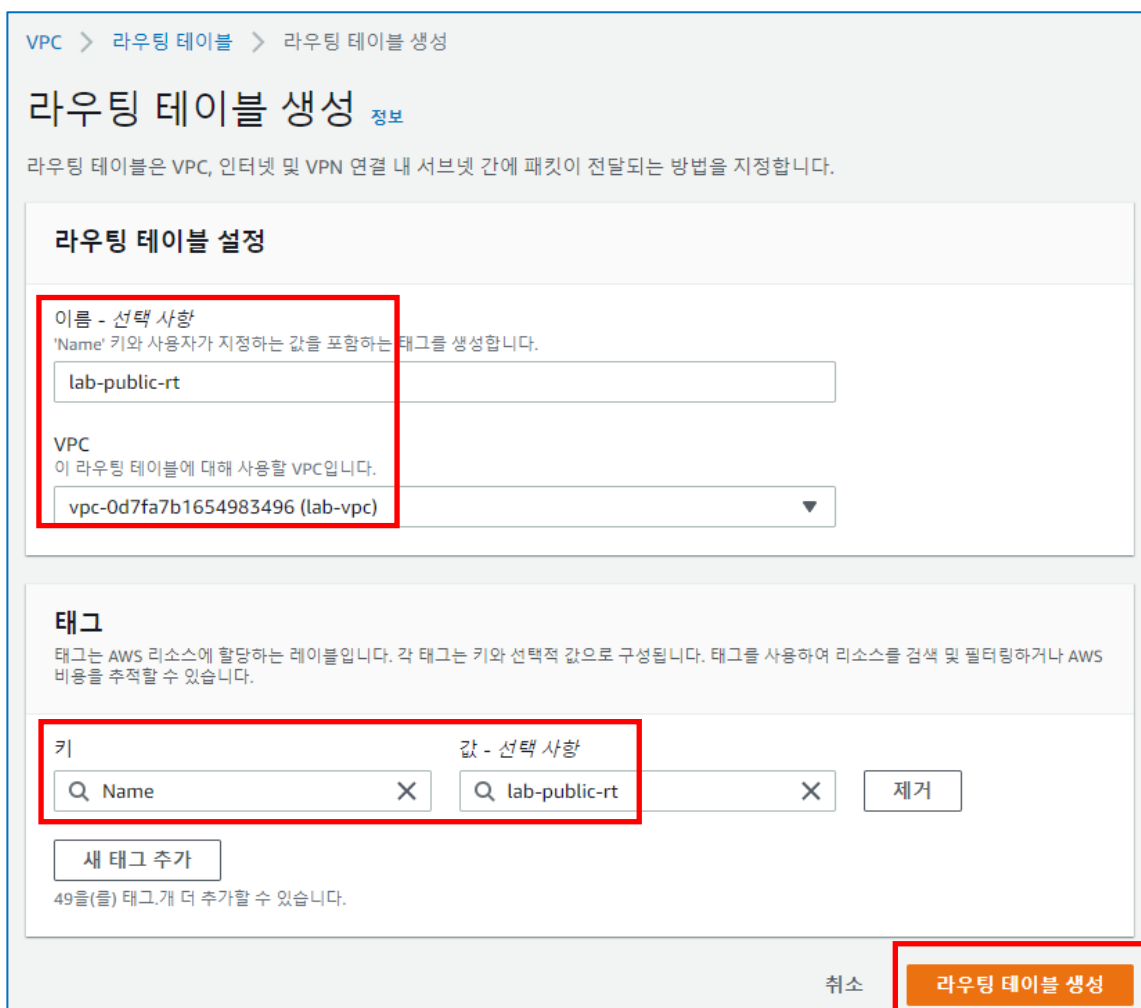 VPC > 라우팅 테이블 > 라우팅 테이블 생성
라우팅 테이블 생성 정보
라우팅 테이블은 VPC, 인터넷 및 VPN 연결 내 서브넷 간에 패킷이 전달되는 방법을 지정합니다.
라우팅 테이블 설정
이름 - 선택 사항
'Name' 키와 사용자가 지정하는 값을 포함하는 태그를 생성합니다.
lab-public-rt
VPC
이 라우팅 테이블에 대해 사용할 VPC입니다.
vpc-0d7fa7b1654983496 (lab-vpc)
태그
태그는 AWS 리소스에 할당하는 레이블입니다. 각 태그는 키와 선택적 값으로 구성됩니다. 태그를 사용하여 리소스를 검색 및 필터링하거나 AWS
비용을 추적할 수 있습니다.
키 값 - 선택 사항
Name lab-public-rt 제거
새 태그 추가
49을(를) 태그.개 더 추가할 수 있습니다.
취소 라우팅 테이블 생성